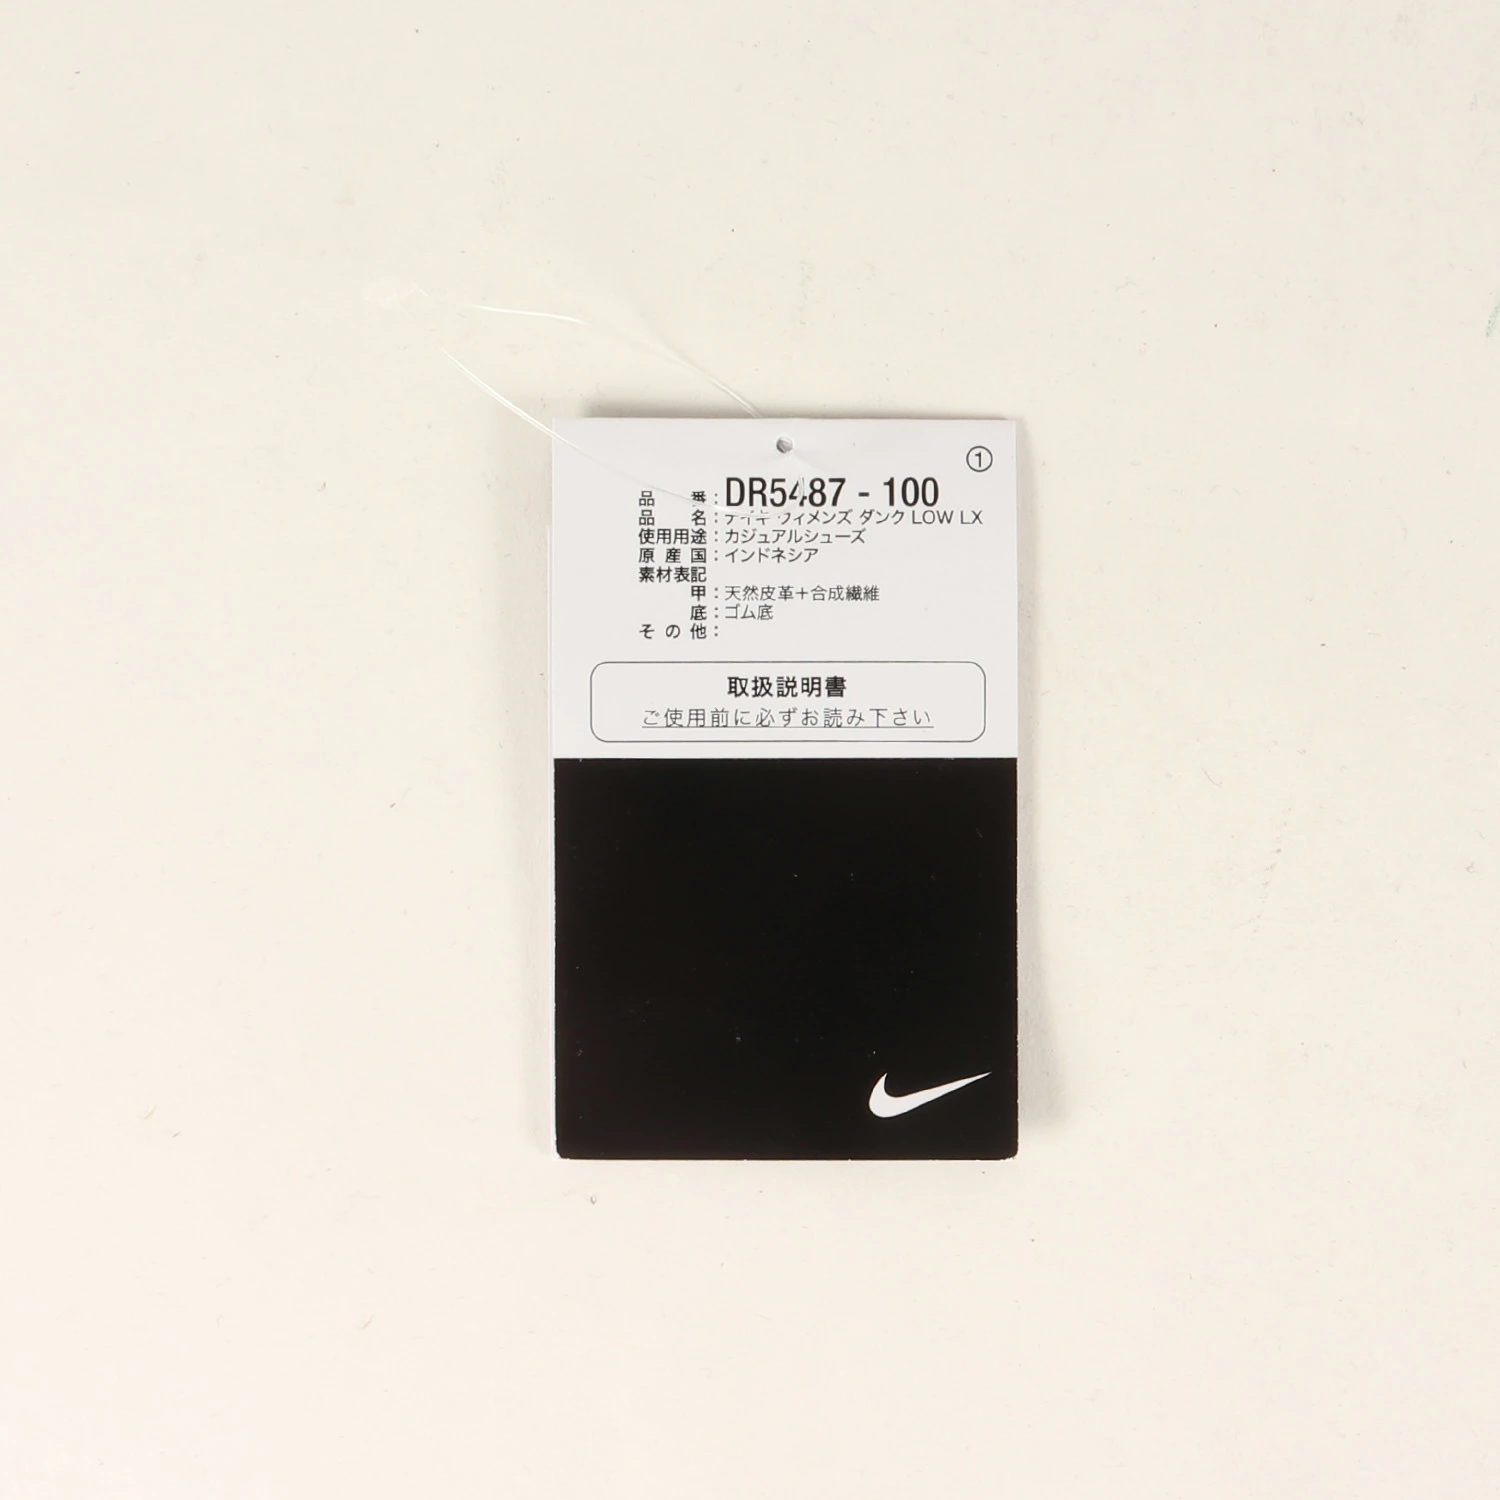 ①
品番：DR5487 - 100
品名：ナイキ ウィメンズ ダンク LOW LX
使用用途：カジュアルシューズ
原産国：インドネシア
素材表記
甲：天然皮革＋合成繊維
底：ゴム底
その他：
取扱説明書
ご使用前に必ずお読み下さい